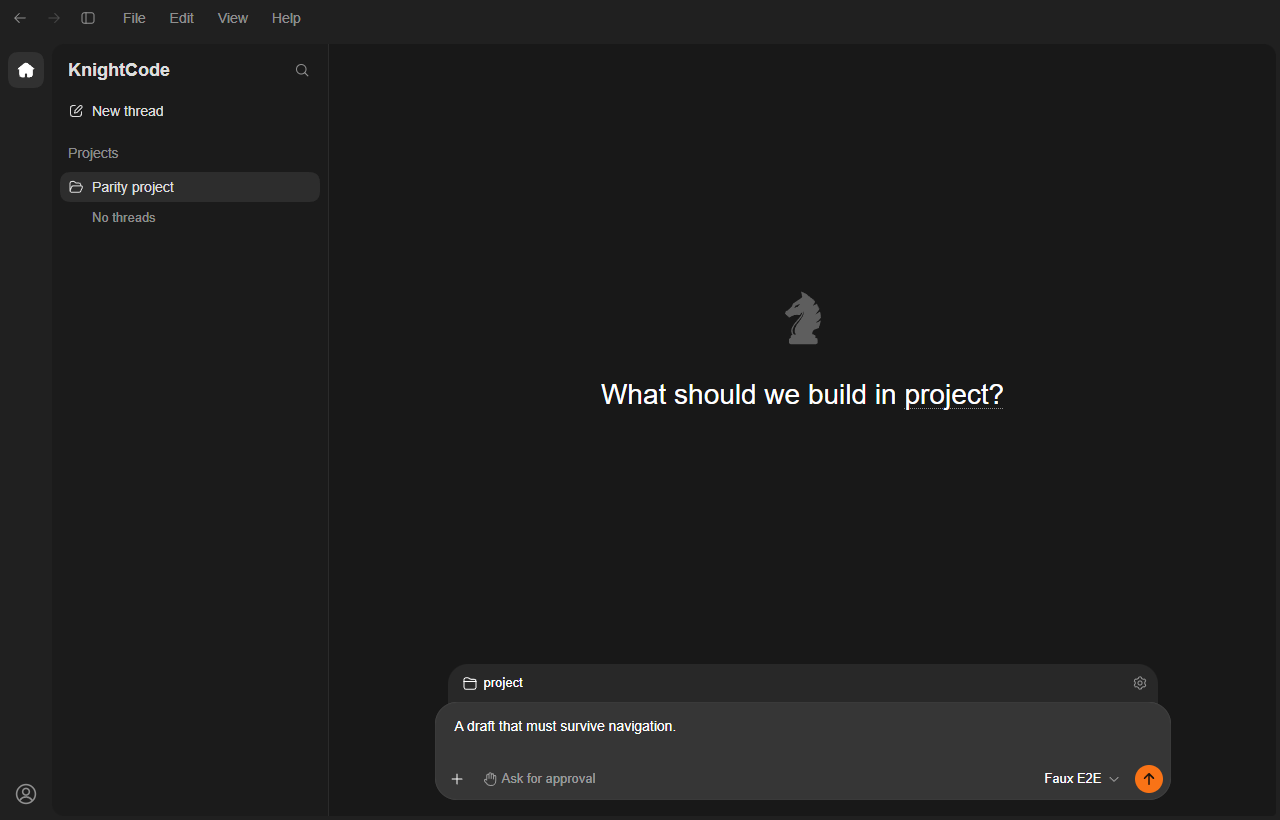 File Edit View Help
KnightCode
New thread
Projects
Parity project
No threads
What should we build in project?
project
A draft that must survive navigation.
Ask for approval
Faux E2E